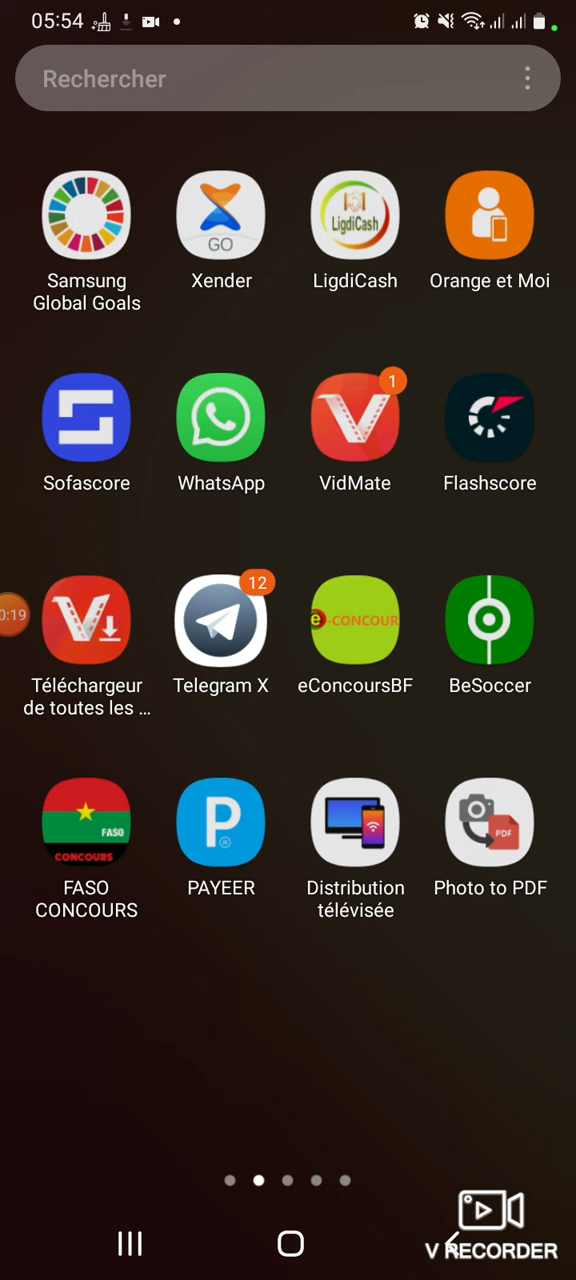 05:54
Rechercher
GO
LigdiCash
Samsung
Global Goals
Xender
LigdiCash
Orange et Moi
1
Sofascore
WhatsApp
VidMate
Flashscore
0:19
12
e-CONCOUR
Téléchargeur
de toutes les ...
Telegram X
eConcoursBF
BeSoccer
FASO
CONCOURS
P
PDF
FASO
CONCOURS
PAYEER
Distribution
télévisée
Photo to PDF
V RECORDER